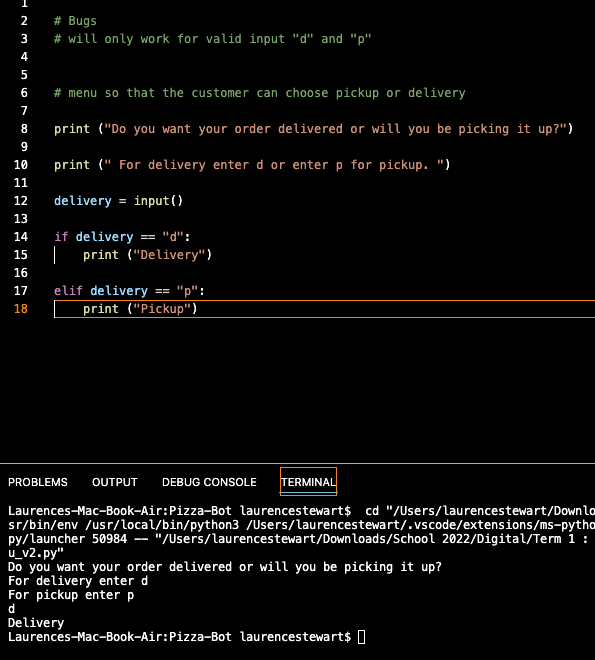 1
2 # Bugs
3 # will only work for valid input "d" and "p"
4
5
6 # menu so that the customer can choose pickup or delivery
7
8 print ("Do you want your order delivered or will you be picking it up?")
9
10 print (" For delivery enter d or enter p for pickup. ")
11
12 delivery = input()
13
14 if delivery == "d":
15 print ("Delivery")
16
17 elif delivery == "p":
18 print ("Pickup")
PROBLEMS OUTPUT DEBUG CONSOLE TERMINAL
Laurences-Mac-Book-Air:Pizza-Bot laurencestewart$ cd "/Users/laurencestewart/Downlo
sr/bin/env /usr/local/bin/python3 /Users/laurencestewart/.vscode/extensions/ms-pytho
py/launcher 50984 -- "/Users/laurencestewart/Downloads/School 2022/Digital/Term 1 :
u_v2.py"
Do you want your order delivered or will you be picking it up?
For delivery enter d
For pickup enter p
d
Delivery
Laurences-Mac-Book-Air:Pizza-Bot laurencestewart$